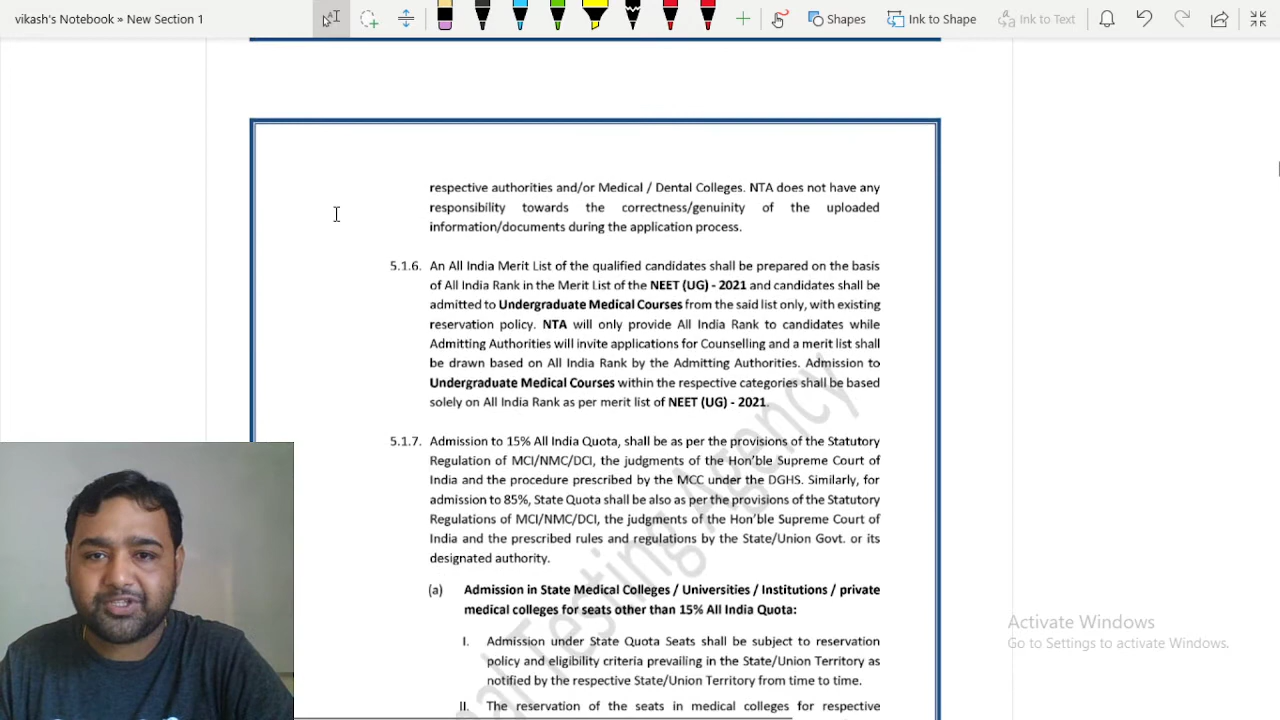 vikash's Notebook » New Section 1
Shapes
Ink to Shape
Ink to Text
respective authorities and/or Medical / Dental Colleges. NTA does not have any
responsibility towards the correctness/genuinity of the uploaded
information/documents during the application process.
5.1.6. An All India Merit List of the qualified candidates shall be prepared on the basis
of All India Rank in the Merit List of the NEET (UG) - 2021 and candidates shall be
admitted to Undergraduate Medical Courses from the said list only, with existing
reservation policy. NTA will only provide All India Rank to candidates while
Admitting Authorities will invite applications for Counselling and a merit list shall
be drawn based on All India Rank by the Admitting Authorities. Admission to
Undergraduate Medical Courses within the respective categories shall be based
solely on All India Rank as per merit list of NEET (UG) - 2021.
5.1.7. Admission to 15% All India Quota, shall be as per the provisions of the Statutory
Regulation of MCI/NMC/DCI, the judgments of the Hon'ble Supreme Court of
India and the procedure prescribed by the MCC under the DGHS. Similarly, for
admission to 85%, State Quota shall be also as per the provisions of the Statutory
Regulations of MCI/NMC/DCI, the judgments of the Hon'ble Supreme Court of
India and the prescribed rules and regulations by the State/Union Govt. or its
designated authority.
(a) Admission in State Medical Colleges / Universities / Institutions / private
medical colleges for seats other than 15% All India Quota:
I. Admission under State Quota Seats shall be subject to reservation
policy and eligibility criteria prevailing in the State/Union Territory as
notified by the respective State/Union Territory from time to time.
II. The reservation of the seats in medical colleges for respective
nal Testing Agency
Activate Windows
Go to Settings to activate Windows.